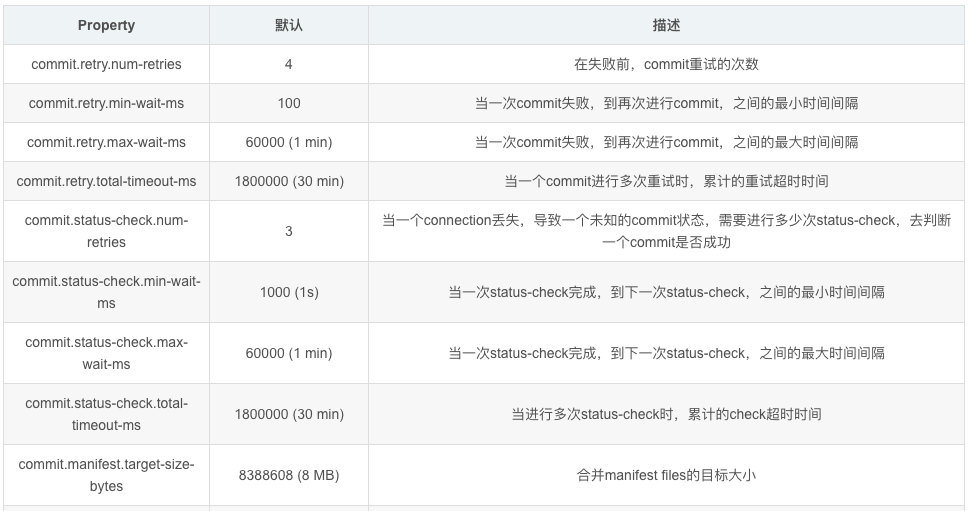 Property 默认 描述
commit.retry.num-retries 4 在失败前，commit重试的次数
commit.retry.min-wait-ms 100 当一次commit失败，到再次进行commit，之间的最小时间间隔
commit.retry.max-wait-ms 60000 (1 min) 当一次commit失败，到再次进行commit，之间的最大时间间隔
commit.retry.total-timeout-ms 1800000 (30 min) 当一个commit进行多次重试时，累计的重试超时时间
commit.status-check.num-
retries
3
当一个connection丢失，导致一个未知的commit状态，需要进行多少次status-check，去判断
一个commit是否成功
commit.status-check.min-wait-
ms
1000 (1s)
当一次status-check完成，到下一次status-check，之间的最小时间间隔
commit.status-check.max-
wait-ms
60000 (1 min)
当一次status-check完成，到下一次status-check，之间的最大时间间隔
commit.status-check.total-
timeout-ms
1800000 (30 min)
当进行多次status-check时，累计的check超时时间
commit.manifest.target-size-
bytes
8388608 (8 MB)
合并manifest files的目标大小